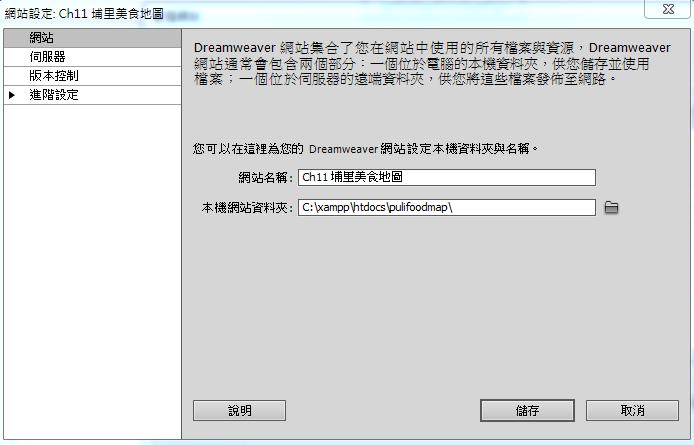 網站設定: Ch11 埔里美食地圖
網站
伺服器
版本控制
進階設定
Dreamweaver 網站集合了您在網站中使用的所有檔案與資源，Dreamweaver
網站通常會包含兩個部分：一個位於電腦的本機資料夾，供您儲存並使用
檔案；一個位於伺服器的遠端資料夾，供您將這些檔案發佈至網路。
您可以在這裡為您的 Dreamweaver 網站設定本機資料夾與名稱。
網站名稱: Ch11 埔里美食地圖
本機網站資料夾: C:\xampp\htdocs\pulifoodmap\
說明 儲存 取消